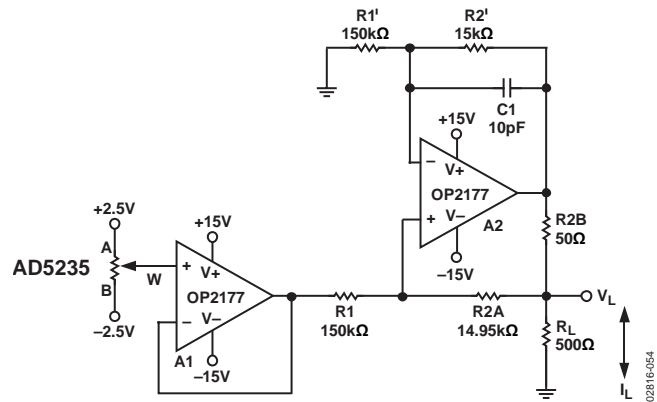 R1' R2'
150kΩ 15kΩ
C1
10pF
+15V
– V+
OP2177
+ V– A2
–15V
R2B
50Ω
+2.5V
A
AD5235
W
B
–2.5V
+15V
+ V+
OP2177
– V–
A1
–15V
R1
150kΩ
R2A
14.95kΩ
VL
RL
500Ω
IL
02816-054